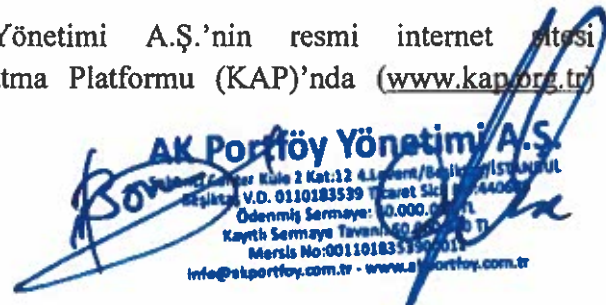 Yönetimi A.Ş.'nin resmi internet sitesi
atma Platformu (KAP)'nda (www.kap.org.tr)
AK Portföy Yönetimi A.Ş.
Kule 2 Kat:12 4.Levent/Beşiktaş/İSTANBUL
Beşiktaş V.D. 0110183539 Ticaret Sicil
Ödenmiş Sermaye:
Kayıtlı Sermaye Tavanı:
Mersis No:
info@akportfoy.com.tr - www.akportfoy.com.tr